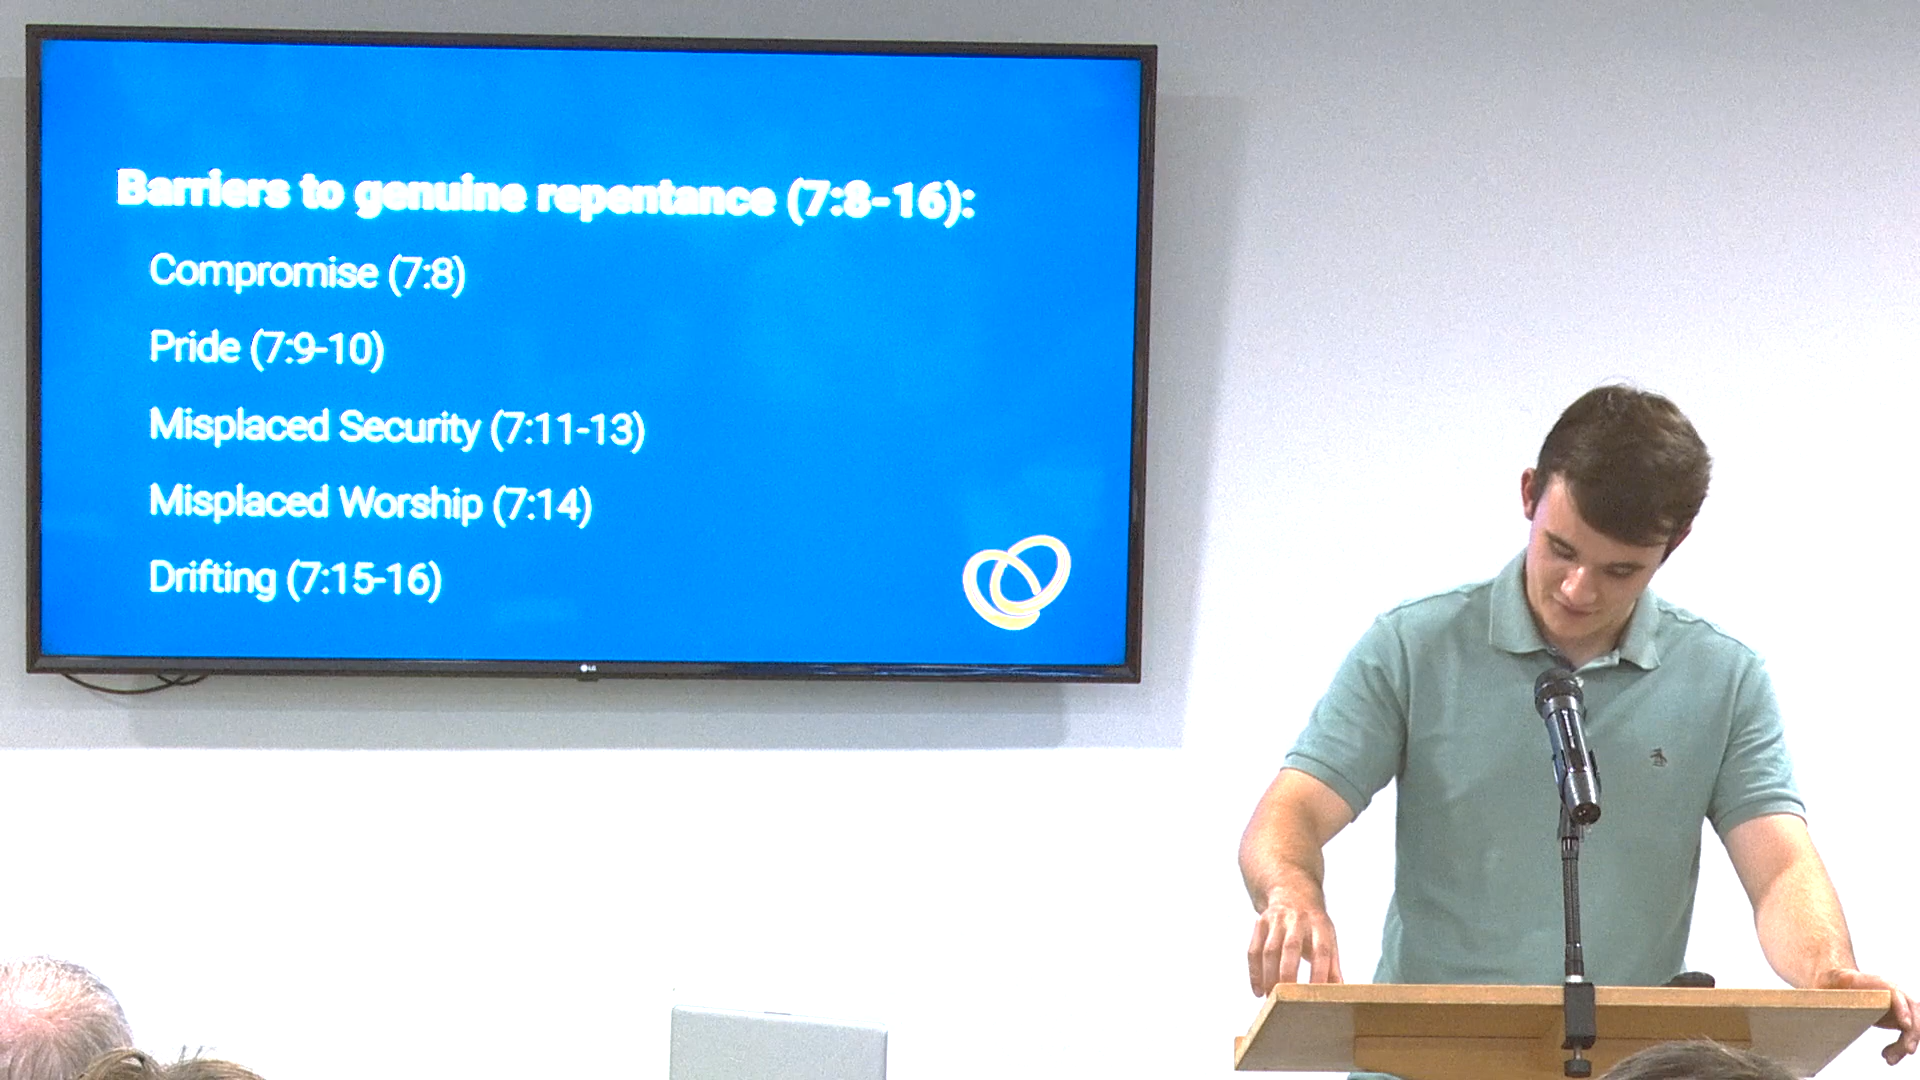 Barriers to genuine repentance (7:8-16):
Compromise (7:8)
Pride (7:9-10)
Misplaced Security (7:11-13)
Misplaced Worship (7:14)
Drifting (7:15-16)
LG